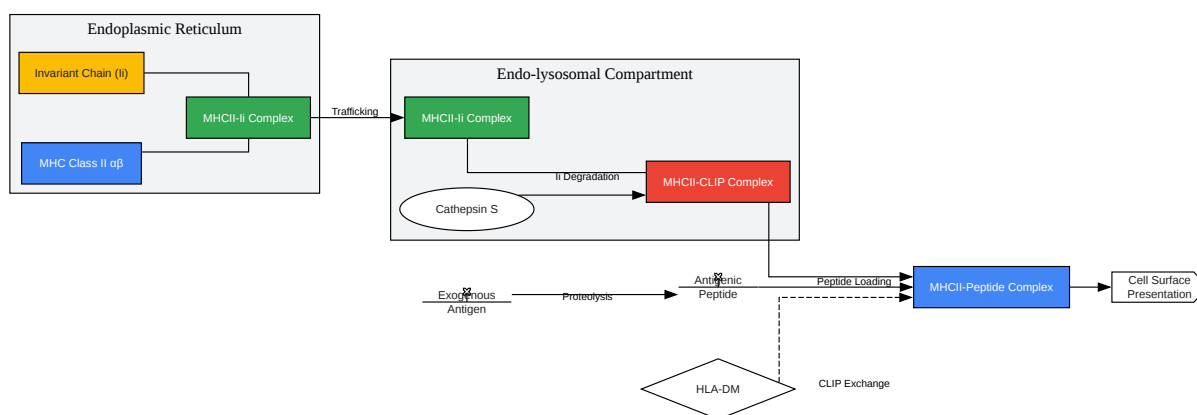 Endoplasmic Reticulum
Invariant Chain (Ii)
MHCII-Ii Complex
MHC Class II αβ
Trafficking
Endo-lysosomal Compartment
MHCII-Ii Complex
Ii Degradation
MHCII-CLIP Complex
Cathepsin S
Exogenous
Antigen
Proteolysis
Antigenic
Peptide
Peptide Loading
MHCII-Peptide Complex
Cell Surface
Presentation
HLA-DM
CLIP Exchange